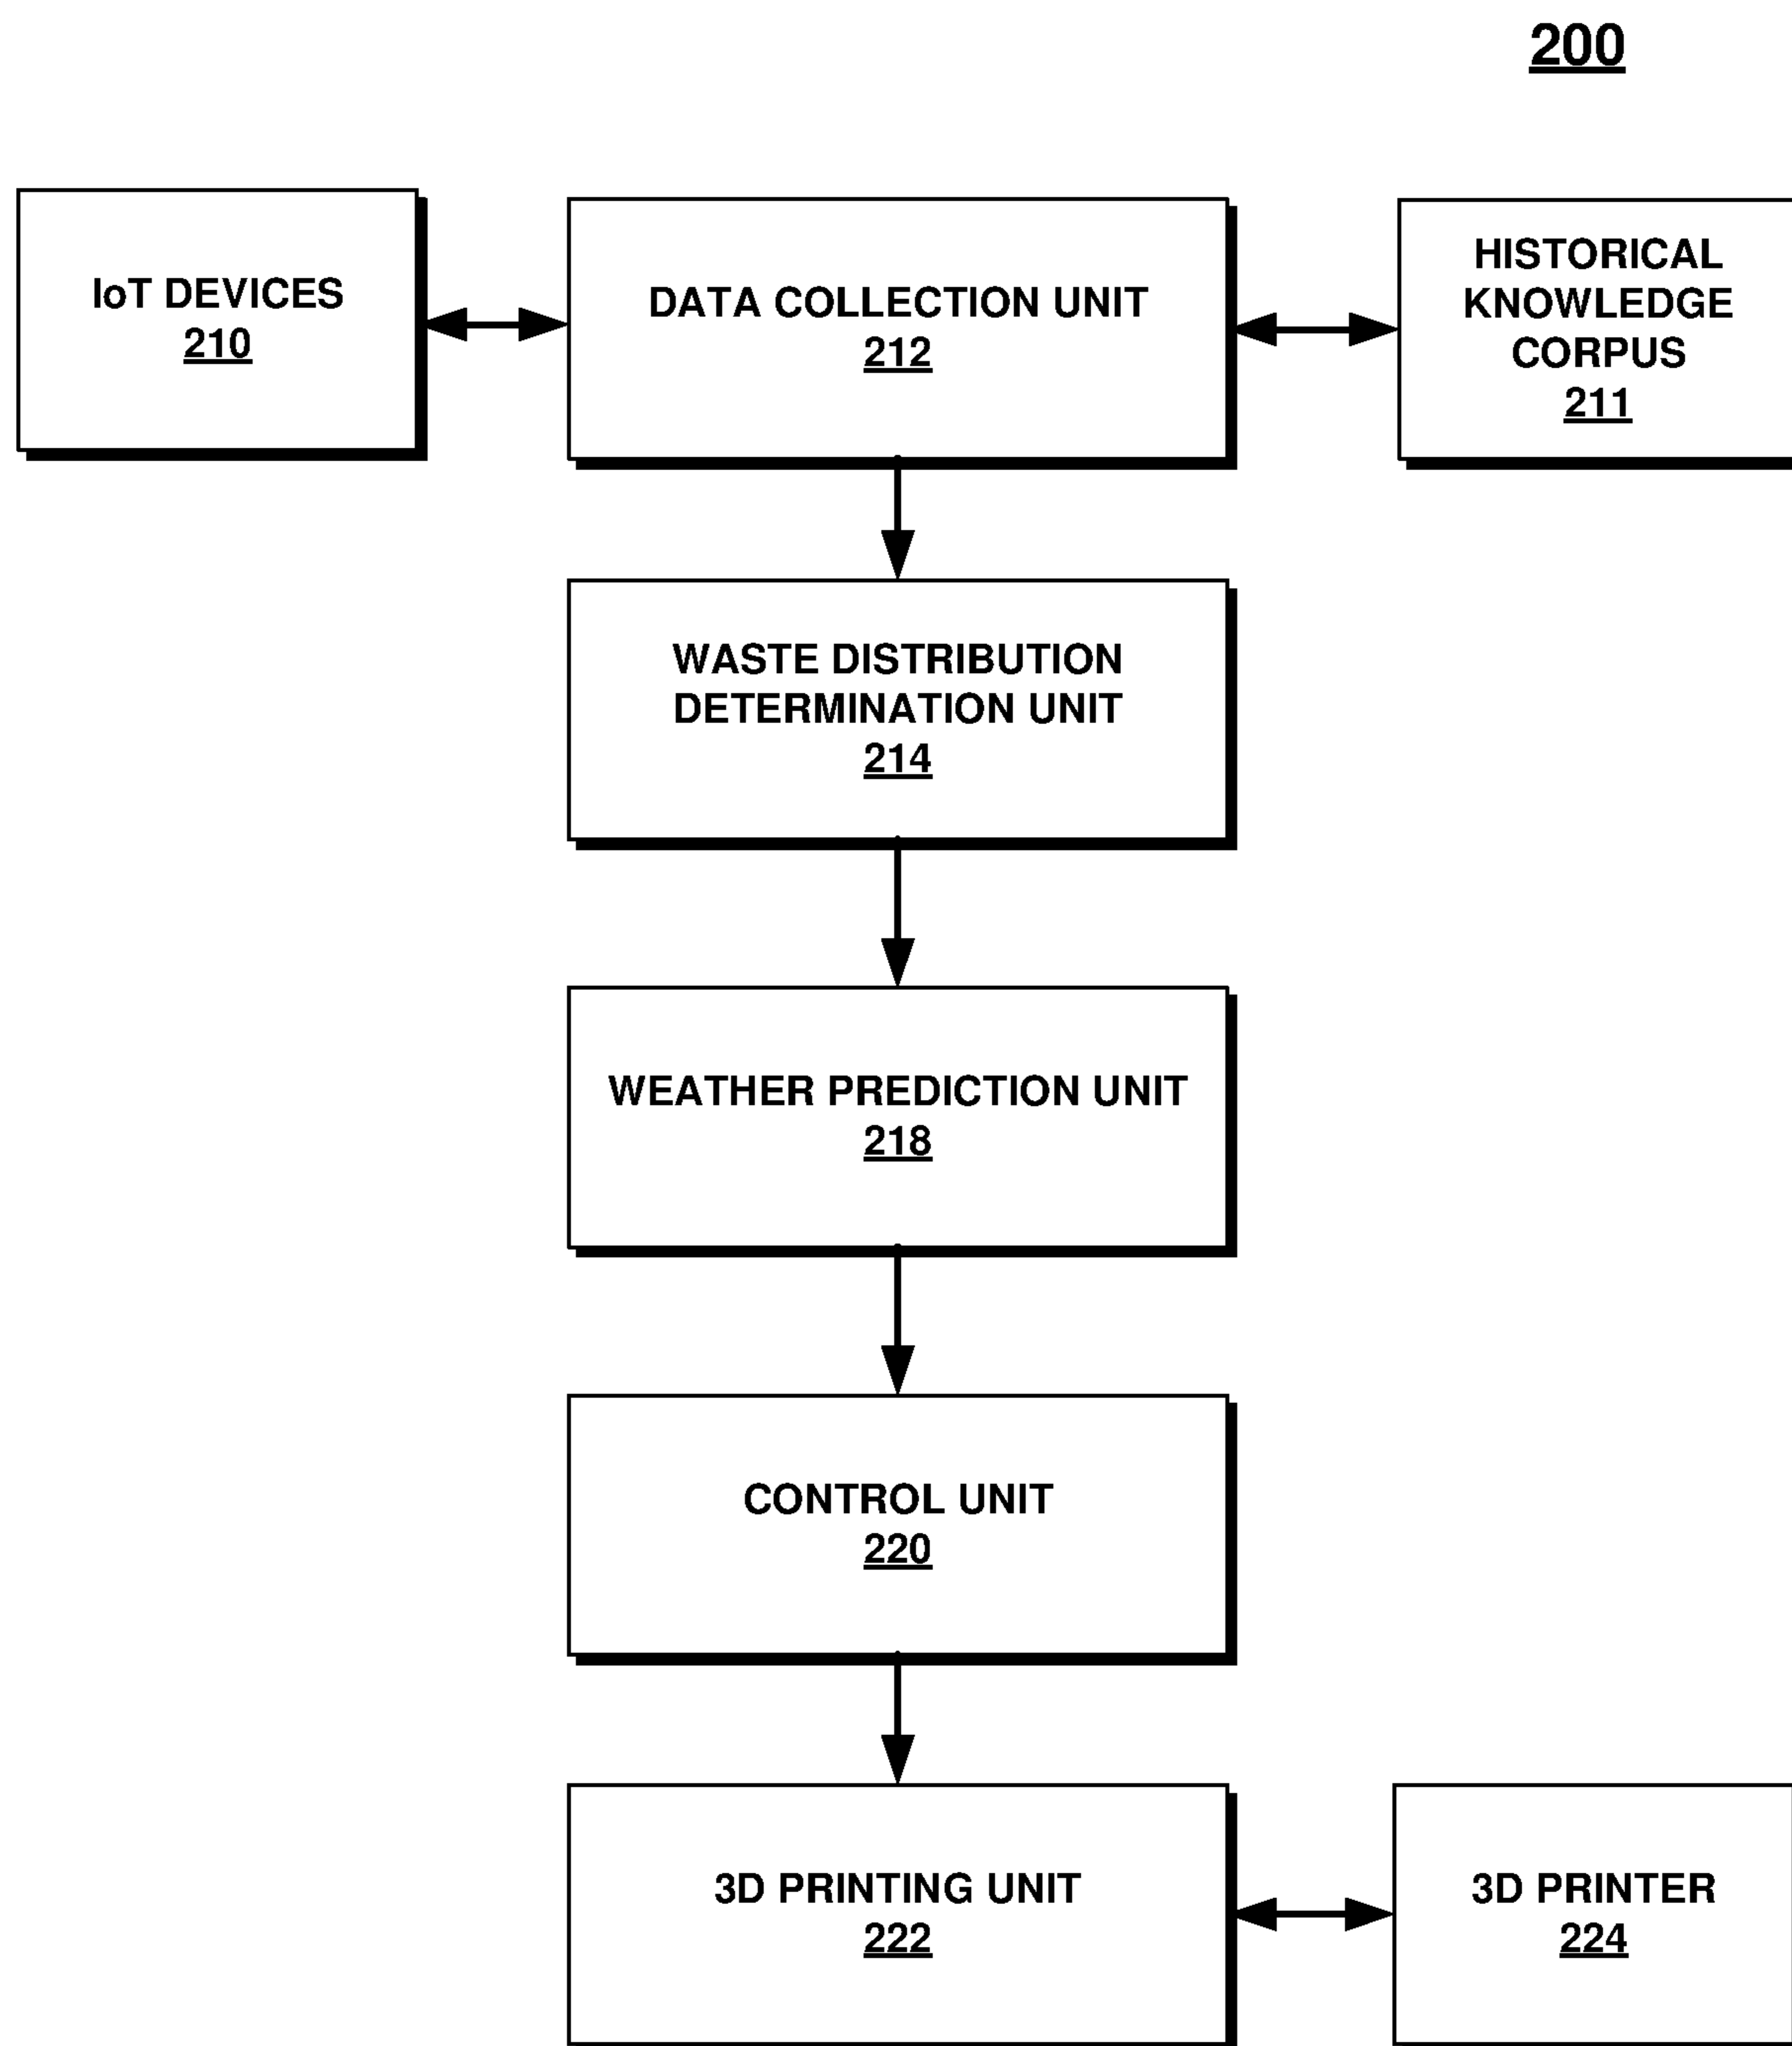 200
IoT DEVICES
210
DATA COLLECTION UNIT
212
HISTORICAL
KNOWLEDGE
CORPUS
211
WASTE DISTRIBUTION
DETERMINATION UNIT
214
WEATHER PREDICTION UNIT
218
CONTROL UNIT
220
3D PRINTING UNIT
222
3D PRINTER
224